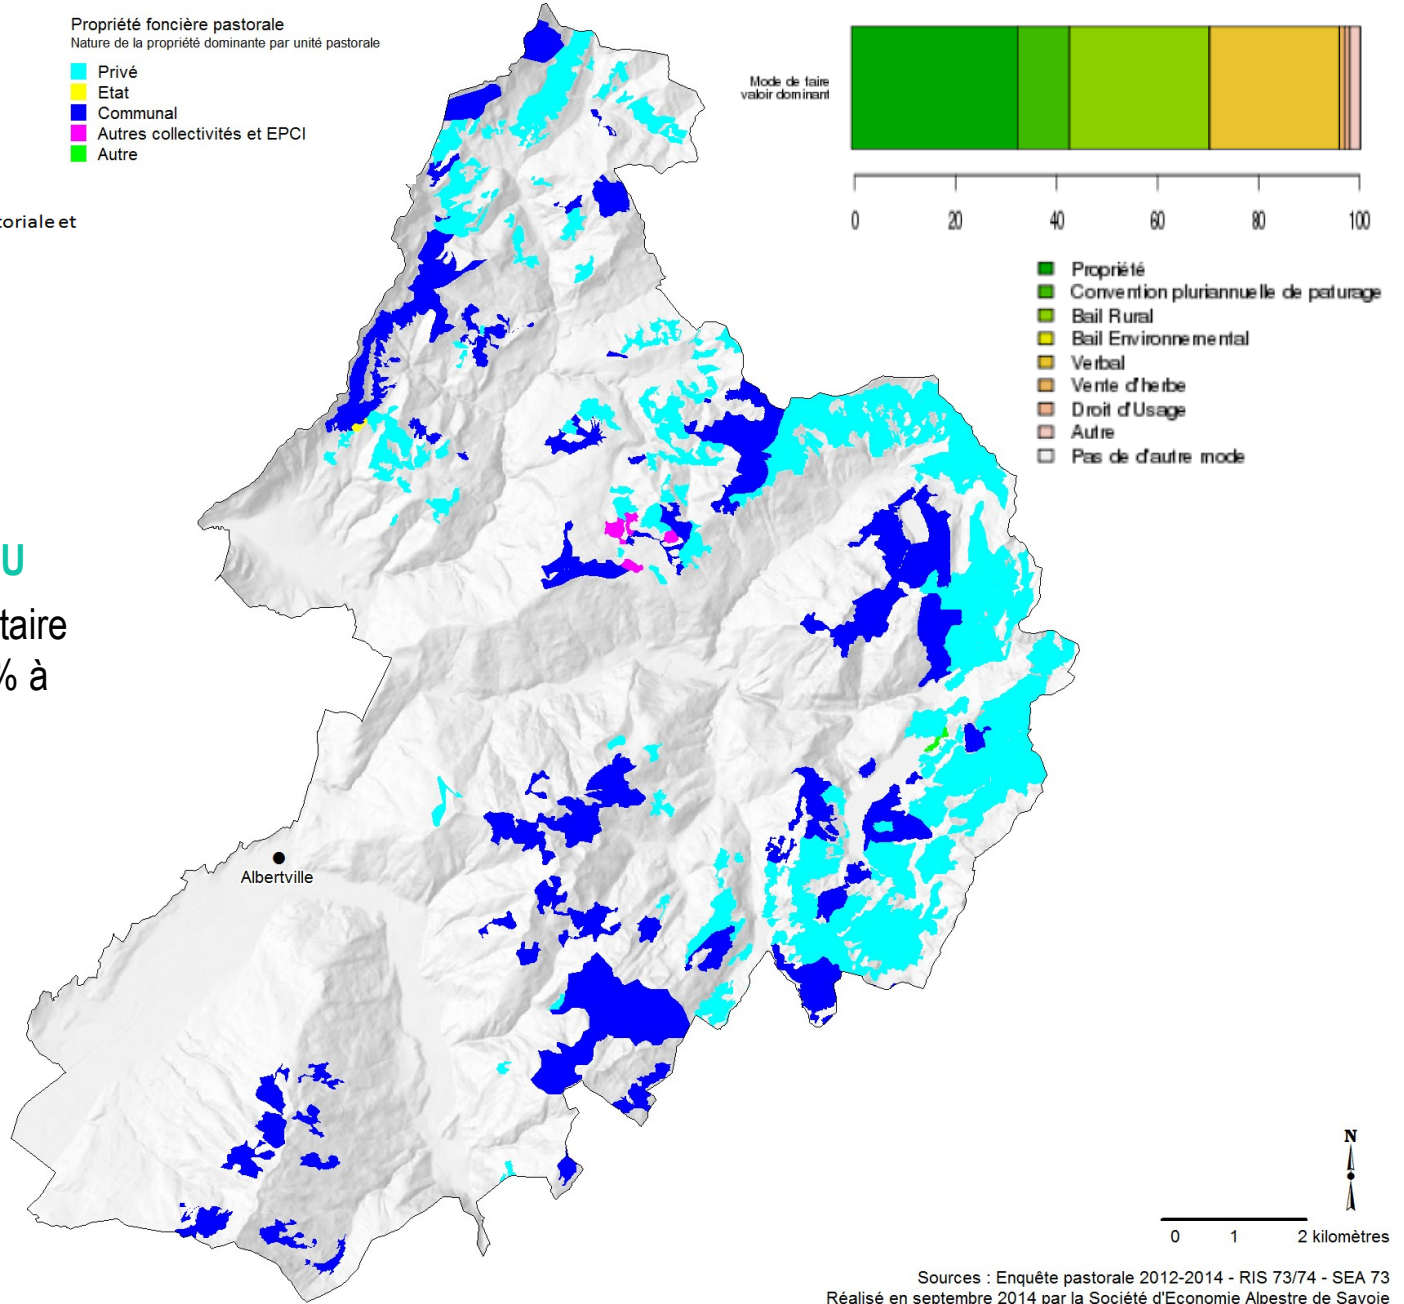 Propriété foncière pastorale
Nature de la propriété dominante par unité pastorale
Privé
Etat
Communal
Autres collectivités et EPCI
Autre
toriale et
U
taire
% à
Mode de faire
valoir dominant
0 20 40 60 80 100
Propriété
Convention pluriannuelle de paturage
Bail Rural
Bail Environnemental
Verbal
Vente d'herbe
Droit d'Usage
Autre
Pas de d'autre mode
Albertville
N
0 1 2 kilomètres
Sources : Enquête pastorale 2012-2014 - RIS 73/74 - SEA 73
Réalisé en septembre 2014 par la Société d'Economie Alpestre de Savoie